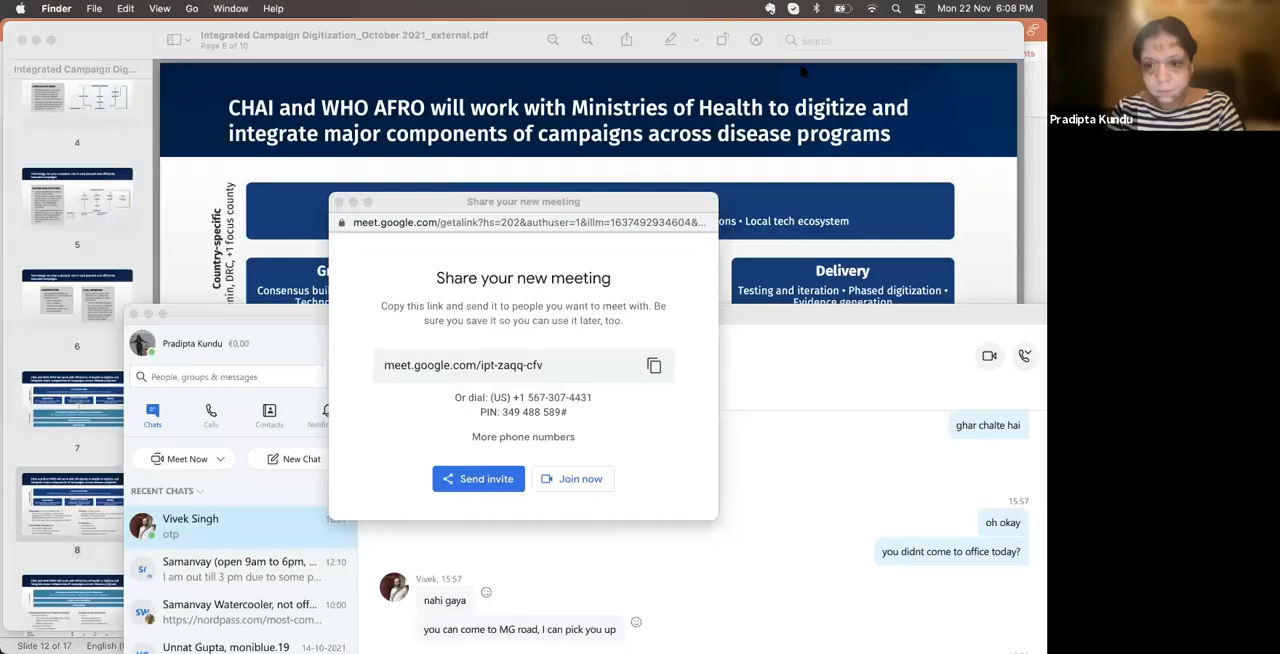 Finder File Edit View Go Window Help
Mon 22 Nov 6:08 PM
Integrated Campaign Digitization_October 2021_external.pdf
Page 8 of 10
Search
Integrated Campaign Dig...
4
5
6
7
8
CHAI and WHO AFRO will work with Ministries of Health to digitize and
integrate major components of campaigns across disease programs
Country-specific
nin, DRC, +1 focus county
ons • Local tech ecosystem
Gr
Consensus bui
Techno
Delivery
Testing and iteration • Phased digitization •
Evidence generation
Share your new meeting
meet.google.com/getalink?hs=202&authuser=1&illm=1637492934604&...
Share your new meeting
Copy this link and send it to people you want to meet with. Be
sure you save it so you can use it later, too.
meet.google.com/ipt-zaqq-cfv
Or dial: (US) +1 567-307-4431
PIN: 349 488 589#
More phone numbers
Send invite
Join now
Pradipta Kundu €0,00
People, groups & messages
Chats
Calls
Contacts
Notific
Meet Now
New Chat
RECENT CHATS
Vivek Singh
otp
Samanvay (open 9am to 6pm, ... 12:10
I am out till 3 pm due to some p...
Samanvay Watercooler, not off... 10:00
https://nordpass.com/most-com...
Unnat Gupta, moniblue.19 14-10-2021
ghar chalte hai
15:57
oh okay
you didnt come to office today?
Vivek, 15:57
nahi gaya
you can come to MG road, I can pick you up
Slide 12 of 17 English (
Pradipta Kundu
nts